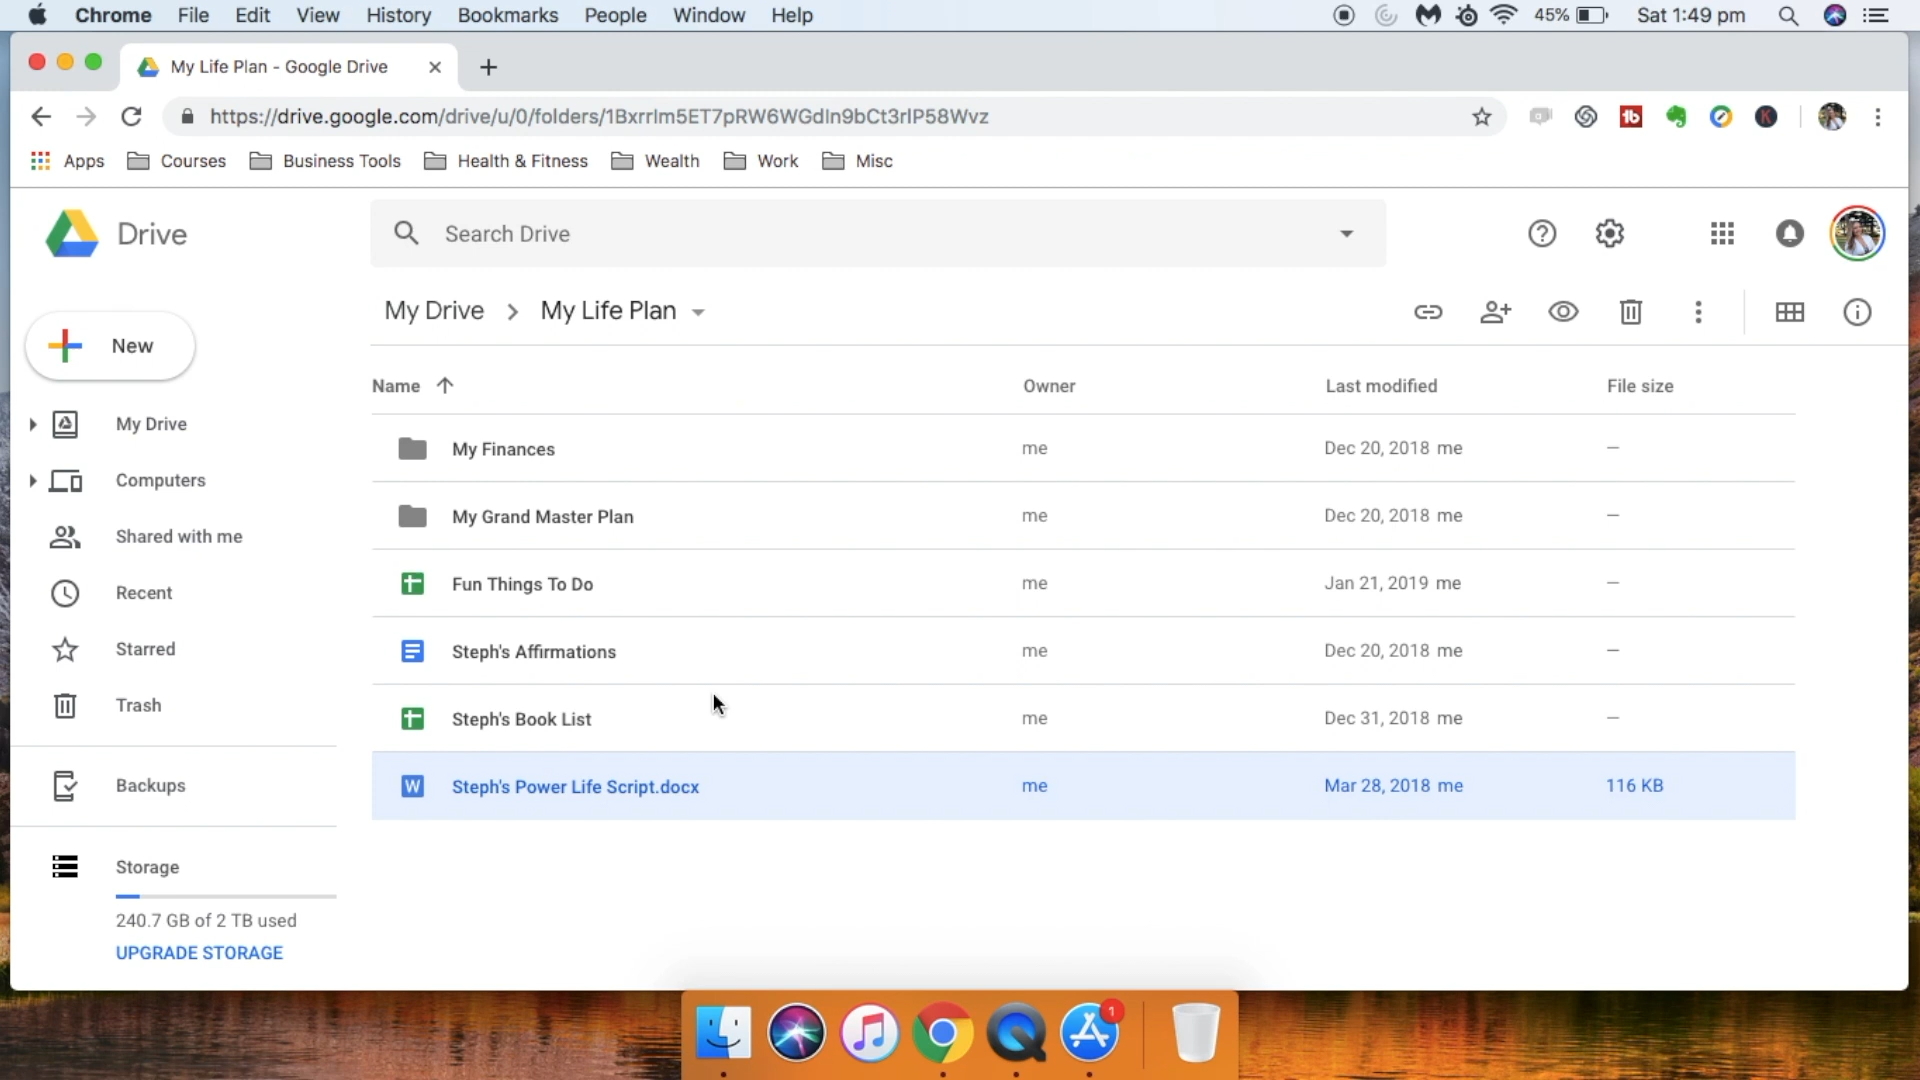 Chrome File Edit View History Bookmarks People Window Help 45% Sat 1:49 pm
My Life Plan - Google Drive
https://drive.google.com/drive/u/0/folders/1BxrrIm5ET7pRW6WGdIn9bCt3rIP58Wvz
Apps Courses Business Tools Health & Fitness Wealth Work Misc
Drive Search Drive
My Drive > My Life Plan
New
Name Owner Last modified File size
My Drive
My Finances me Dec 20, 2018 me –
Computers
My Grand Master Plan me Dec 20, 2018 me –
Shared with me
Fun Things To Do me Jan 21, 2019 me –
Recent
Steph's Affirmations me Dec 20, 2018 me –
Starred
Trash
Steph's Book List me Dec 31, 2018 me –
Backups
W Steph's Power Life Script.docx me Mar 28, 2018 me 116 KB
Storage
240.7 GB of 2 TB used
UPGRADE STORAGE
1